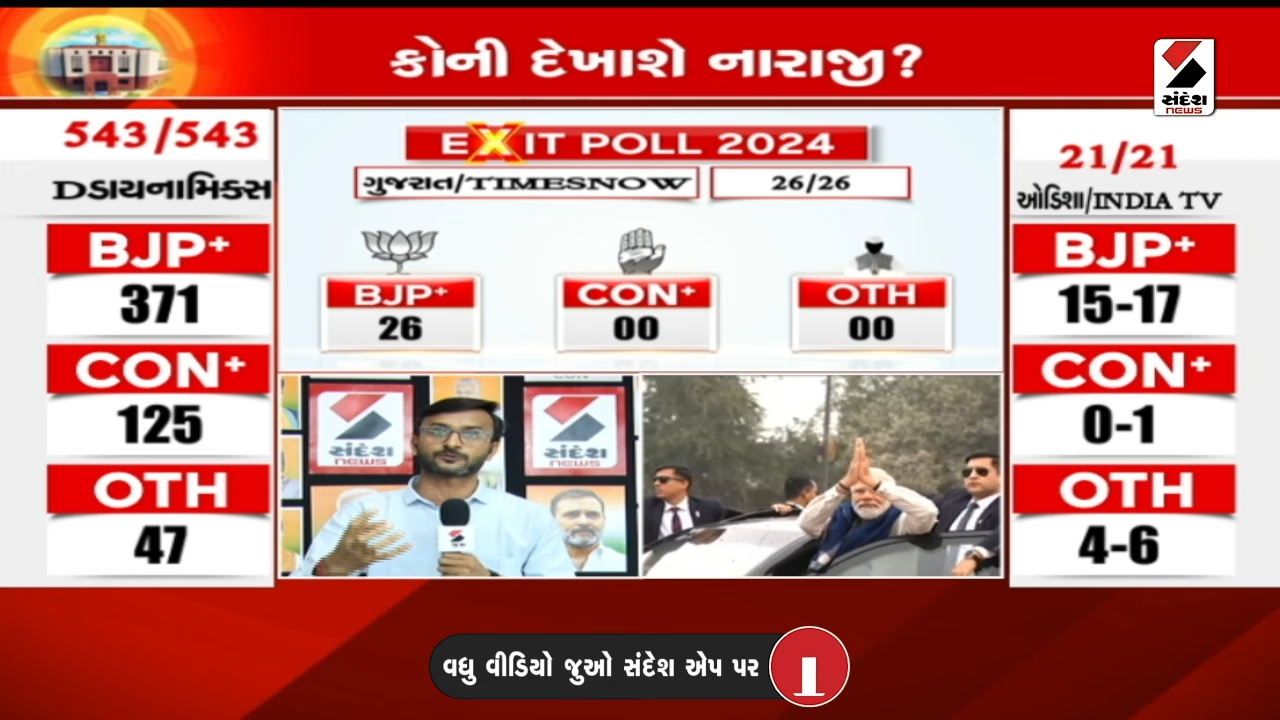 કોની દેખાશે નારાજી?
સંદેશ
NEWS
543/543
Dડાયનામિક્સ
BJP+
371
CON+
125
OTH
47
EXIT POLL 2024
ગુજરાત/TIMESNOW
26/26
BJP+
26
CON+
00
OTH
00
સંદેશ
NEWS
સંદેશ
NEWS
21/21
ઓડિશા/INDIA TV
BJP+
15-17
CON+
0-1
OTH
4-6
વધુ વીડિયો જુઓ સંદેશ એપ પર
1